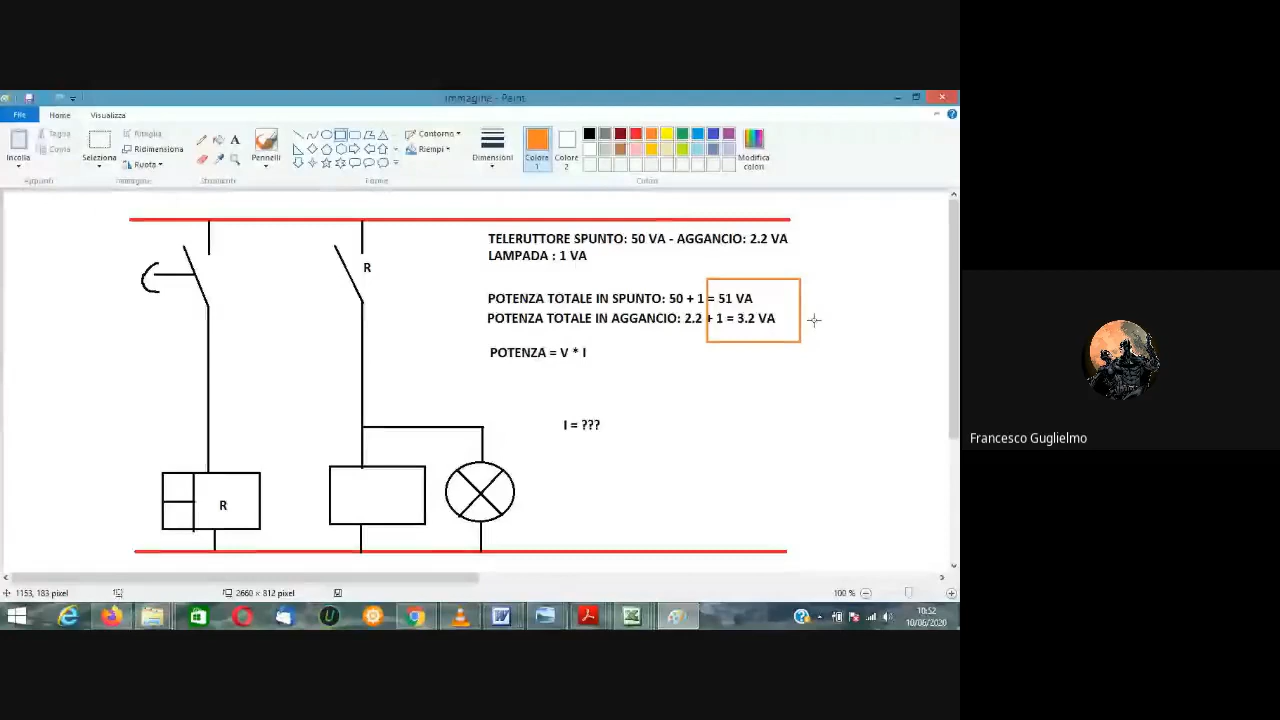 Immagine - Paint
File
Home
Visualizza
Incolla
Taglia
Copia
Appunti
Seleziona
Ritaglia
Ridimensiona
Ruota
Immagine
A
Strumenti
Pennelli
Contorno
Riempi
Forme
Dimensioni
Colore 1
Colore 2
Modifica colori
Colori
TELERUTTORE SPUNTO: 50 VA - AGGANCIO: 2.2 VA
LAMPADA : 1 VA
R
POTENZA TOTALE IN SPUNTO: 50 + 1 = 51 VA
POTENZA TOTALE IN AGGANCIO: 2.2 + 1 = 3.2 VA
POTENZA = V * I
I = ???
R
Francesco Guglielmo
1153, 183 pixel
2660 × 812 pixel
100 %
10:52
10/06/2020